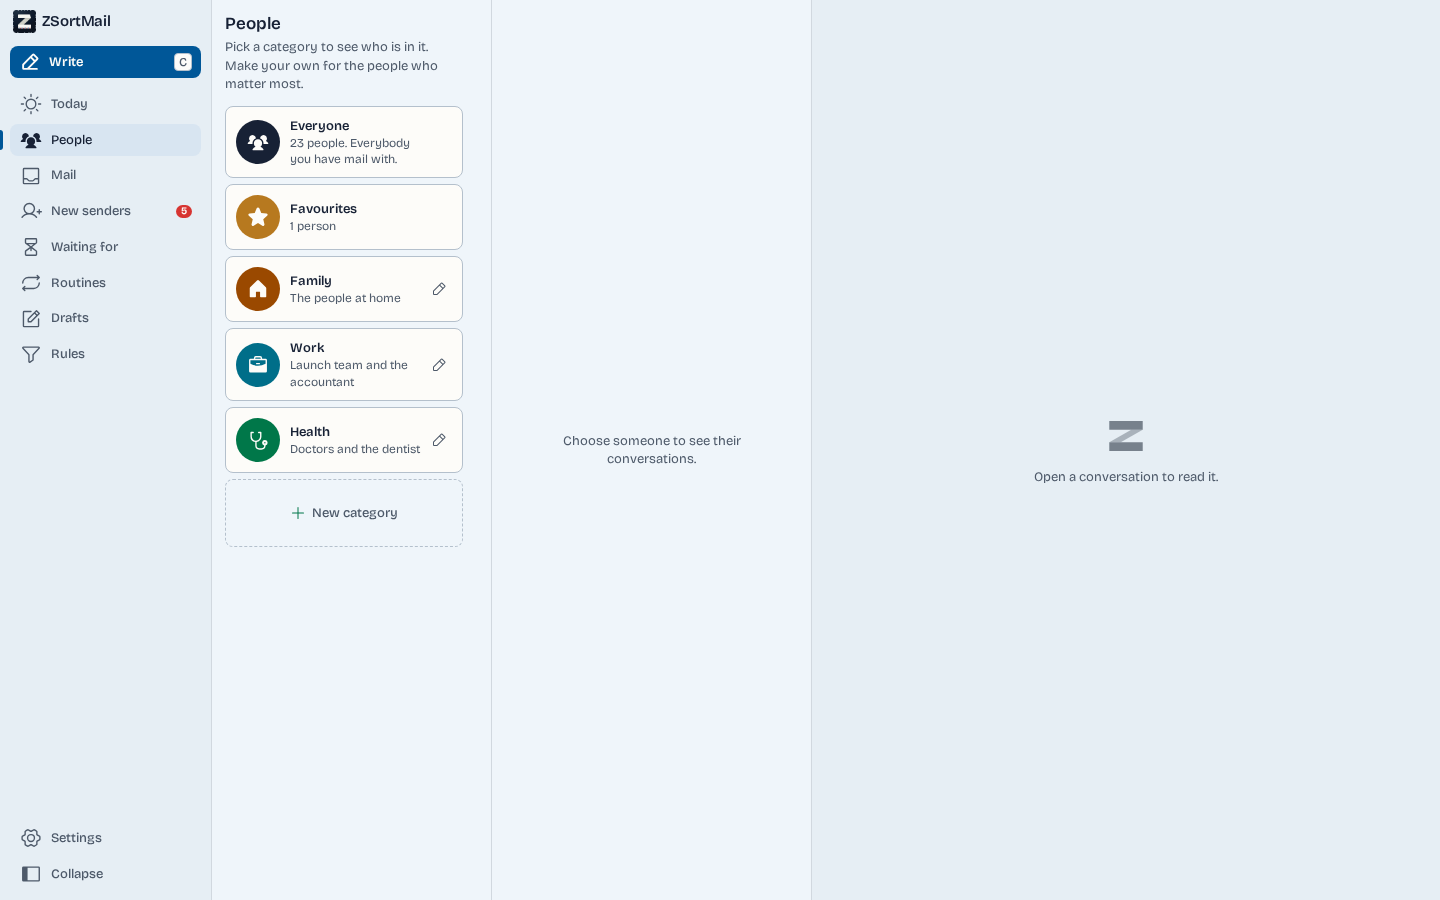 ZSortMail
Write
C
Today
People
Mail
New senders
5
Waiting for
Routines
Drafts
Rules
Settings
Collapse
People
Pick a category to see who is in it.
Make your own for the people who
matter most.
Everyone
23 people. Everybody
you have mail with.
Favourites
1 person
Family
The people at home
Work
Launch team and the
accountant
Health
Doctors and the dentist
New category
Choose someone to see their
conversations.
Open a conversation to read it.